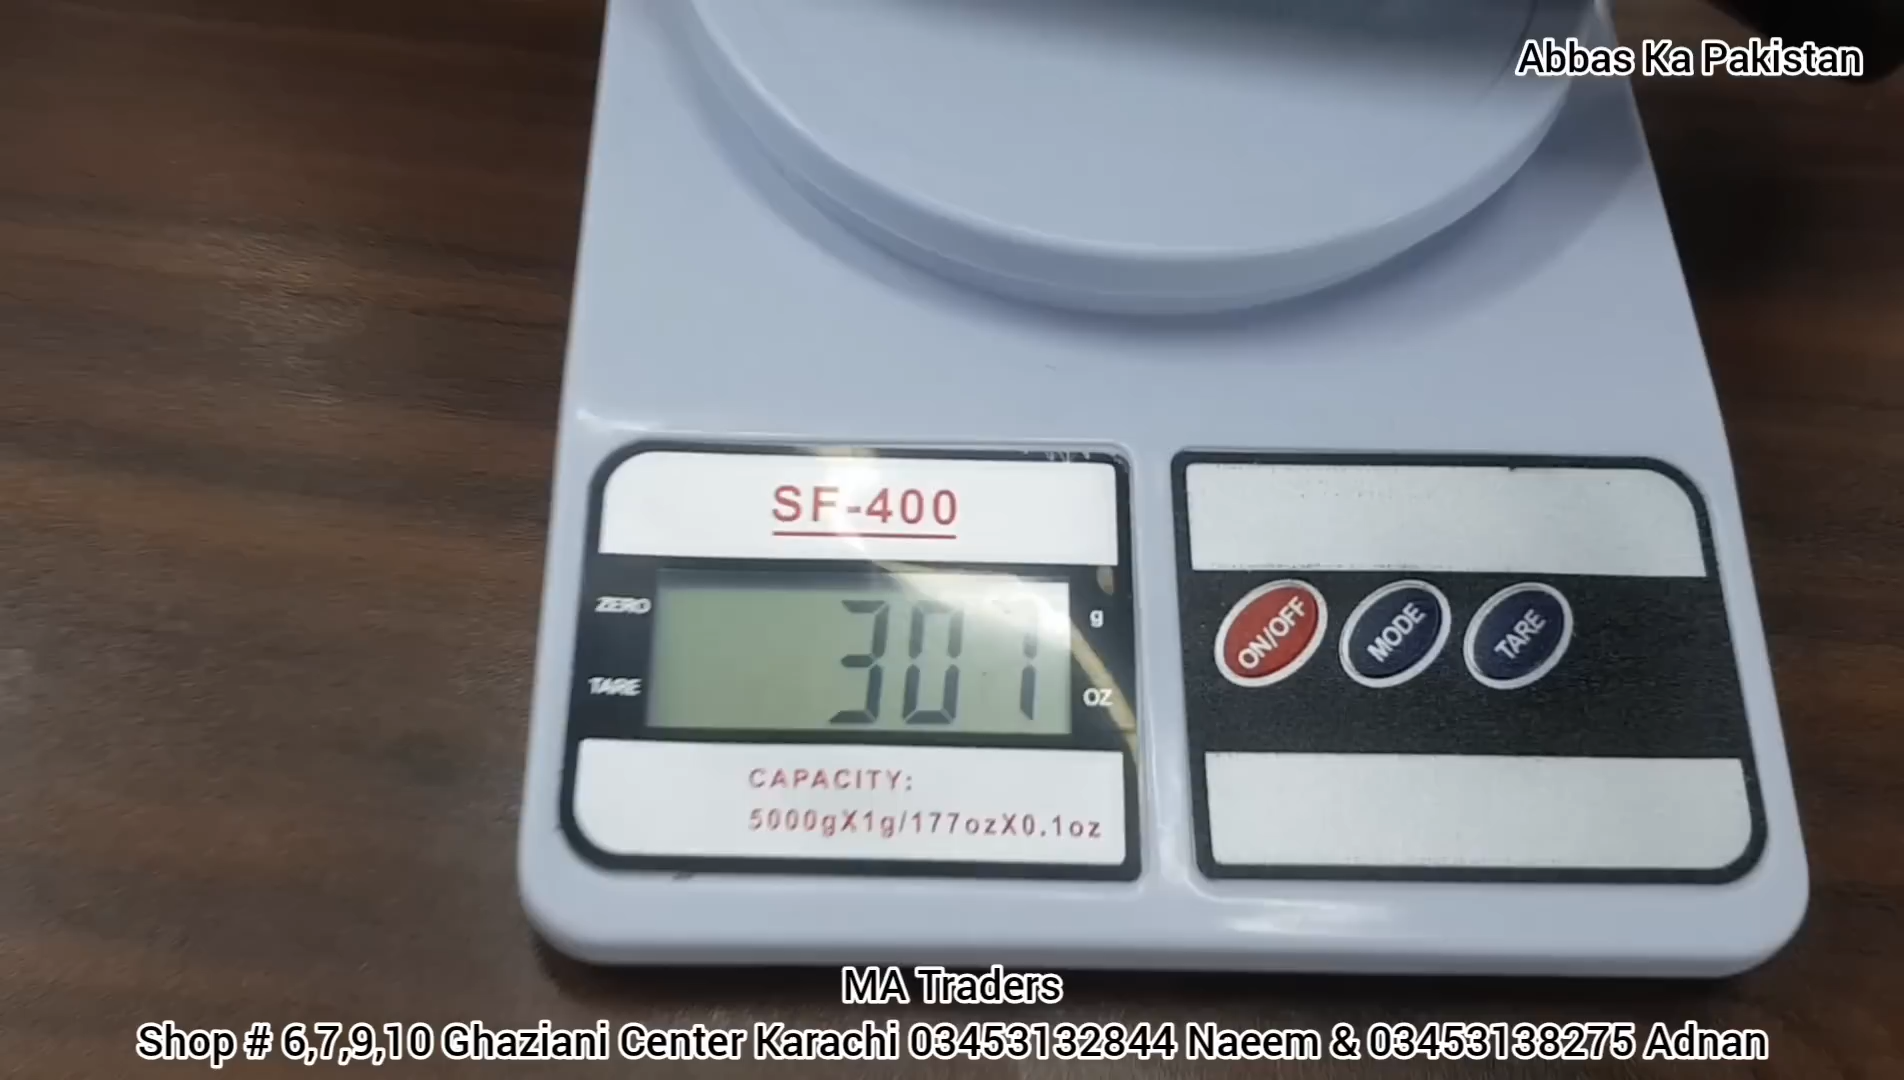 Abbas Ka Pakistan
SF-400
ZERO
301
g
TARE
OZ
CAPACITY:
5000gX1g/177ozX0.1oz
ON/OFF
MODE
TARE
MA Traders
Shop # 6,7,9,10 Ghaziani Center Karachi 03453132844 Naeem & 03453138275 Adnan